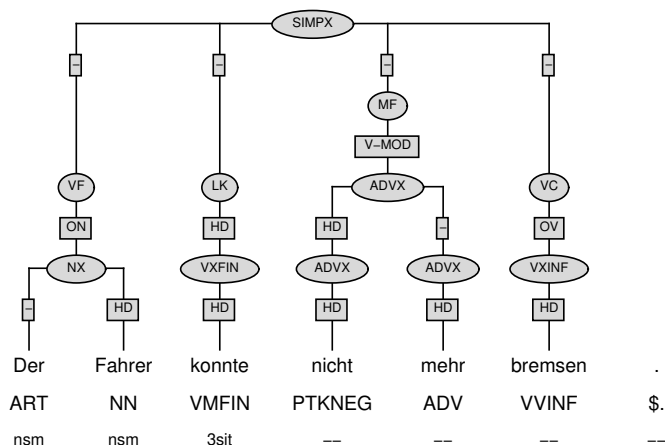 SIMPX
– – – –
MF
V–MOD
VF LK ADVX VC
ON HD HD – OV
NX VXFIN ADVX ADVX VXINF
– HD HD HD HD HD
Der Fahrer konnte nicht mehr bremsen .
ART NN VMFIN PTKNEG ADV VVINF $.
nsm nsm 3sit –– –– –– ––